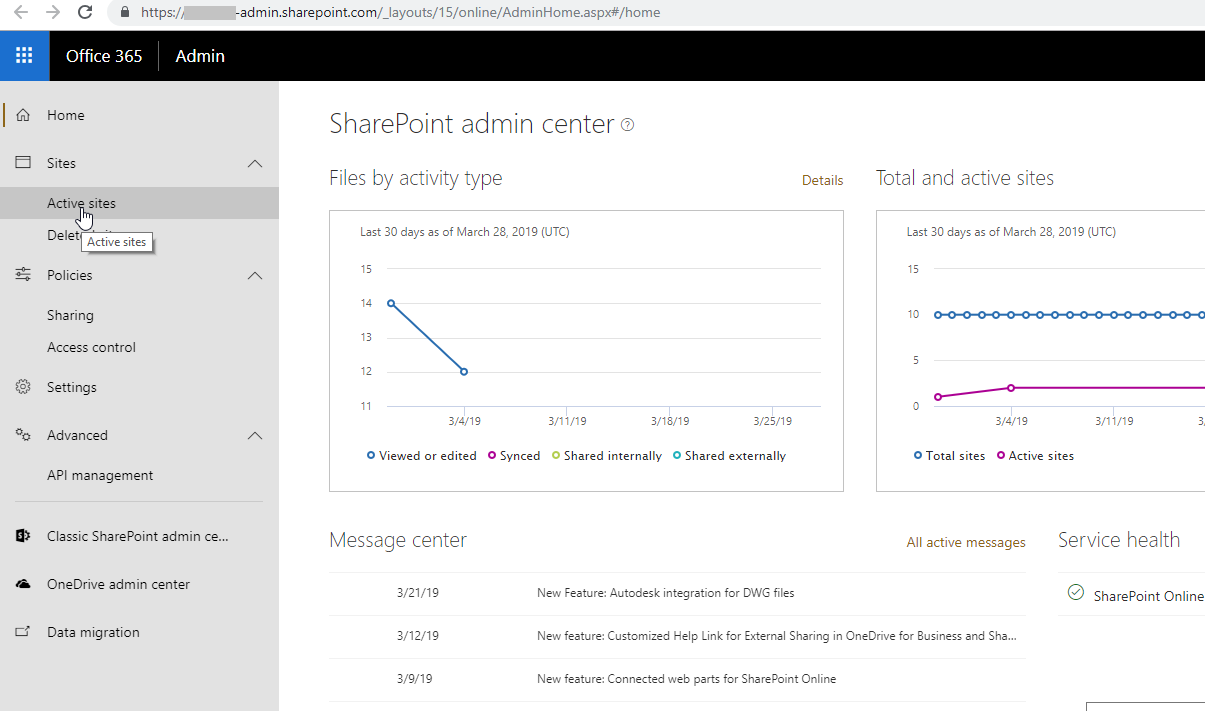 https://-admin.sharepoint.com/_layouts/15/online/AdminHome.aspx#/home
Office 365 Admin
Home
Sites
Active sites
Active sites
Policies
Sharing
Access control
Settings
Advanced
API management
Classic SharePoint admin ce...
OneDrive admin center
Data migration
SharePoint admin center ?
Files by activity type Details
Last 30 days as of March 28, 2019 (UTC)
15
14
13
12
11
3/4/19 3/11/19 3/18/19 3/25/19
Viewed or edited Synced Shared internally Shared externally
Total and active sites
Last 30 days as of March 28, 2019 (UTC)
15
10
5
0
3/4/19 3/11/19
Total sites Active sites
Message center All active messages
3/21/19 New Feature: Autodesk integration for DWG files
3/12/19 New feature: Customized Help Link for External Sharing in OneDrive for Business and Sha...
3/9/19 New feature: Connected web parts for SharePoint Online
Service health
SharePoint Online